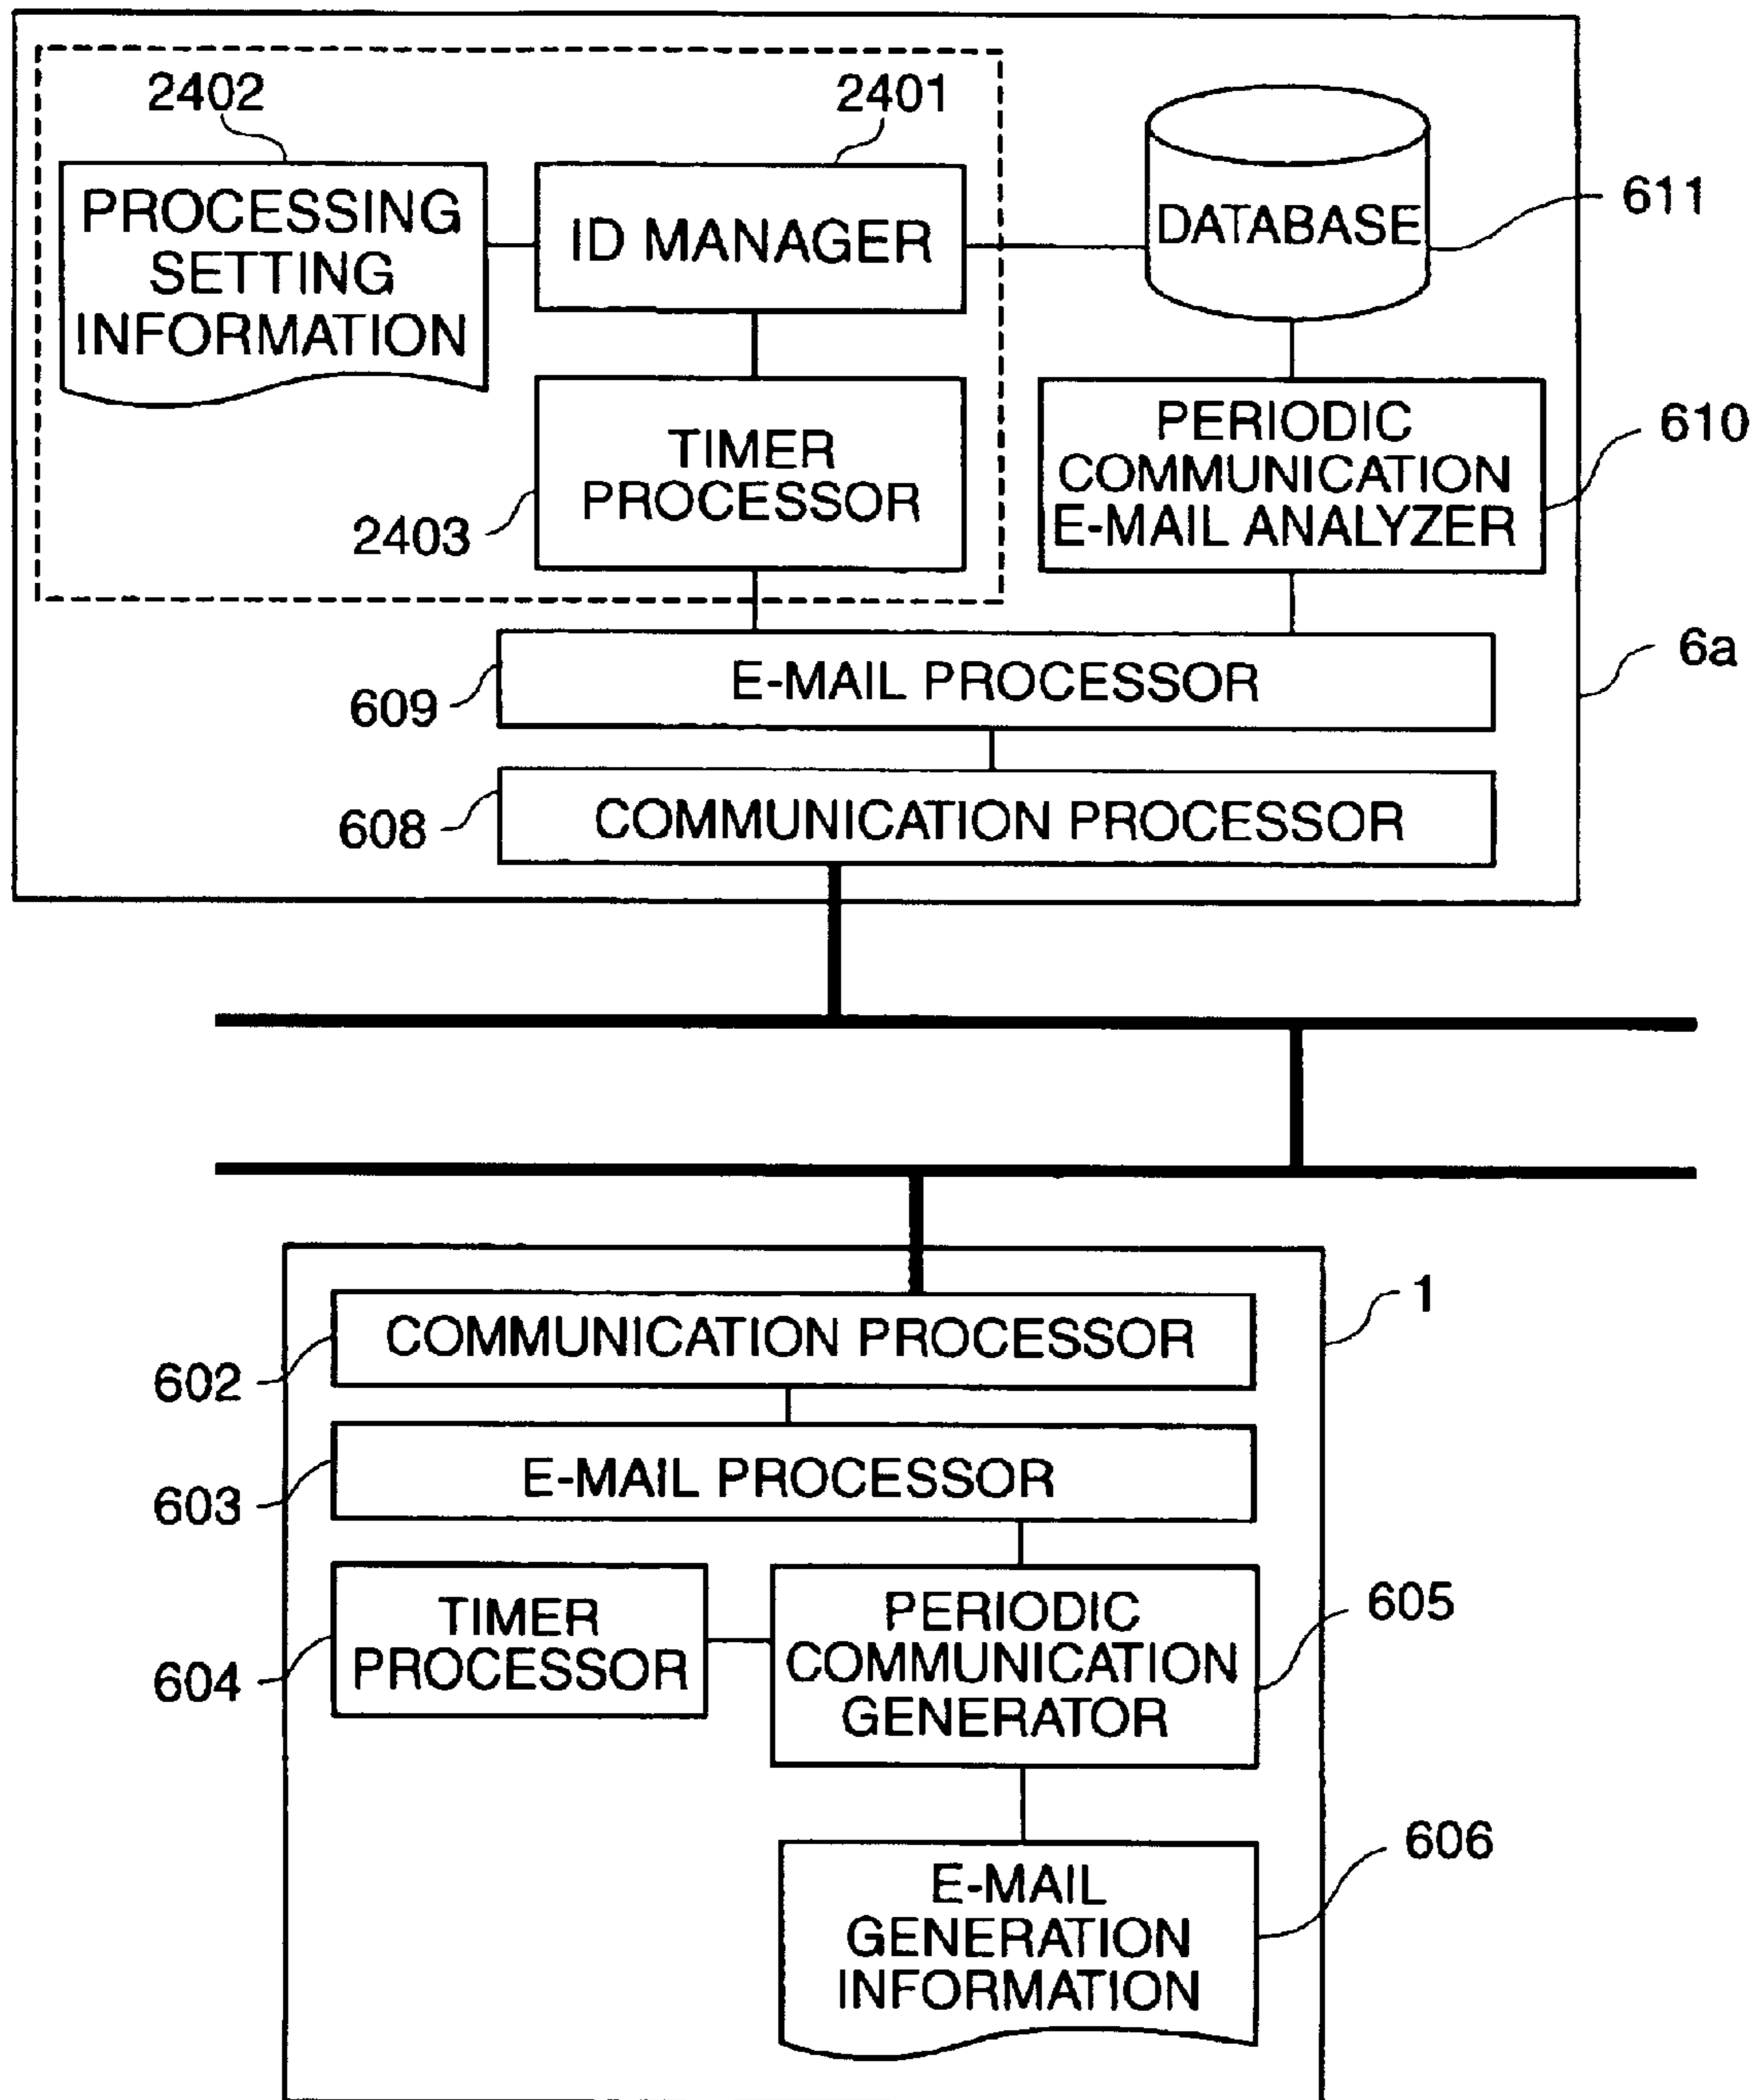 2402
2401
PROCESSING
SETTING
INFORMATION
ID MANAGER
DATABASE
611
TIMER
PROCESSOR
2403
PERIODIC
COMMUNICATION
E-MAIL ANALYZER
610
E-MAIL PROCESSOR
609
6a
COMMUNICATION PROCESSOR
608
1
COMMUNICATION PROCESSOR
602
E-MAIL PROCESSOR
603
TIMER
PROCESSOR
604
PERIODIC
COMMUNICATION
GENERATOR
605
E-MAIL
GENERATION
INFORMATION
606